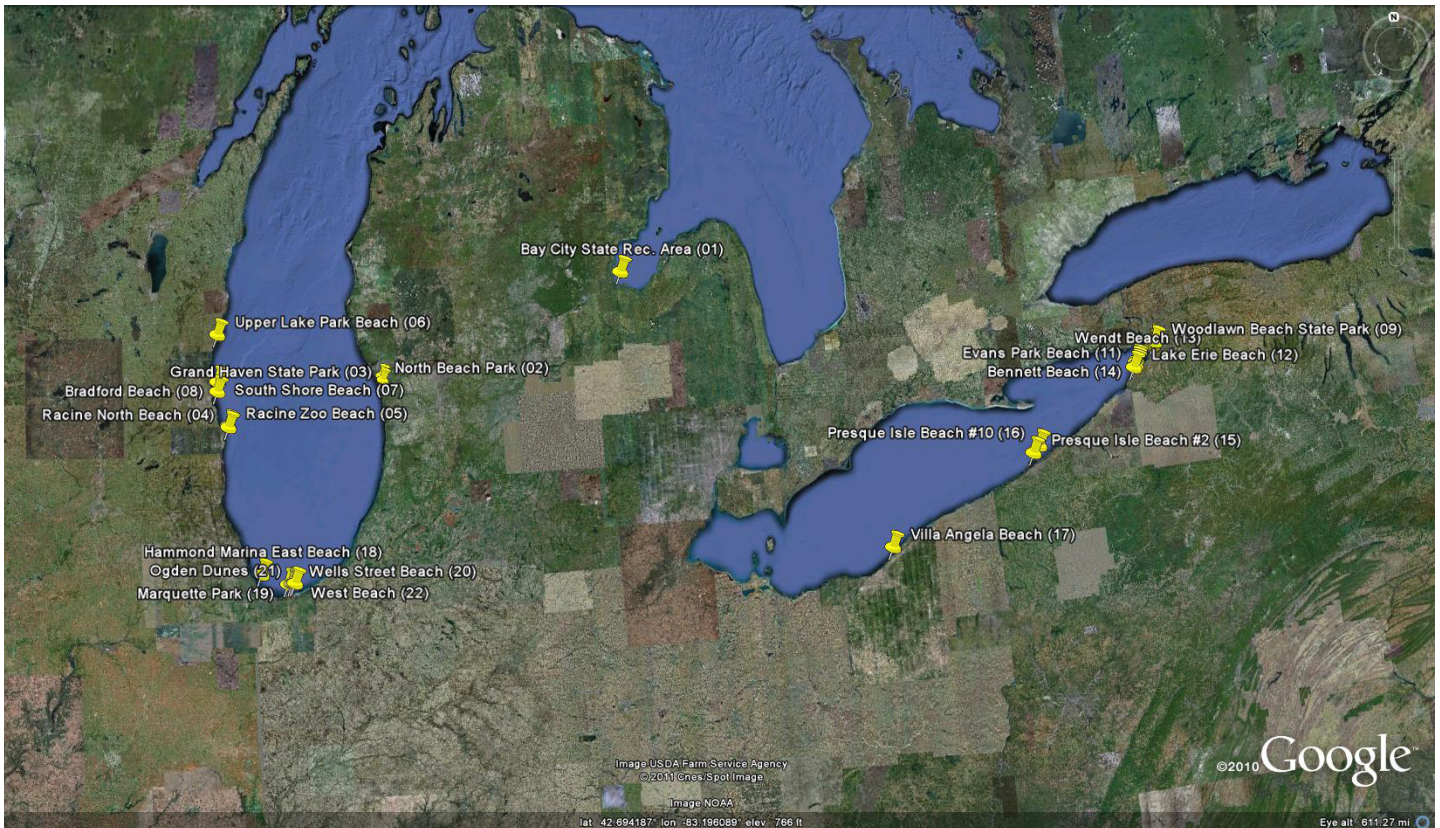 N
Bay City State Rec. Area (01)
Upper Lake Park Beach (06)
Woodlawn Beach State Park (09)
Wendt Beach (13)
Evans Park Beach (11)
Lake Erie Beach (12)
Grand Haven State Park (03)
North Beach Park (02)
Bennett Beach (14)
Bradford Beach (08)
South Shore Beach (07)
Racine North Beach (04)
Racine Zoo Beach (05)
Presque Isle Beach #10 (16)
Presque Isle Beach #2 (15)
Villa Angela Beach (17)
Hammond Marina East Beach (18)
Ogden Dunes (21)
Wells Street Beach (20)
Marquette Park (19)
West Beach (22)
Image USDA Farm Service Agency
© 2011 Cnes/Spot Image
©2010 Google™
Image NOAA
lat 42.694187° lon -83.196089° elev 766 ft
Eye alt 611.27 mi